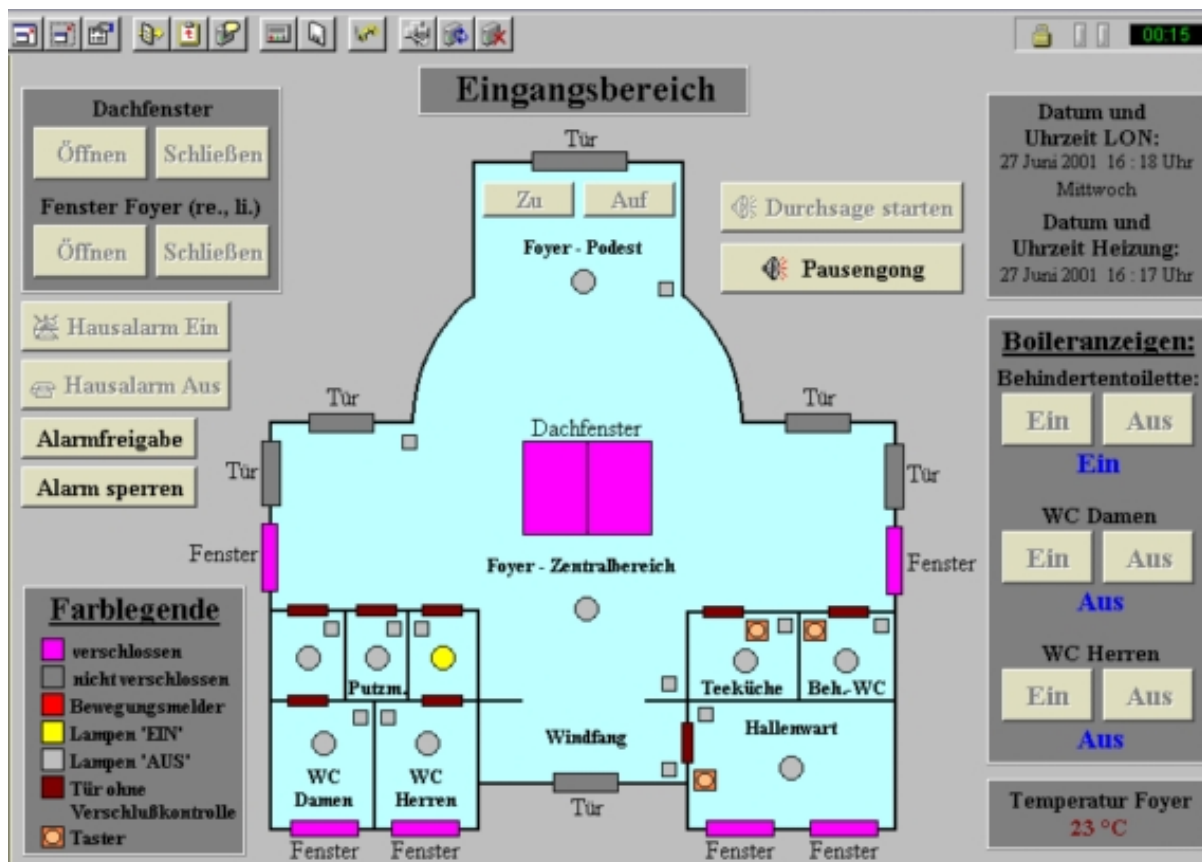 00:15
Eingangsbereich
Dachfenster
Öffnen Schließen
Fenster Foyer (re., li.)
Öffnen Schließen
Hausalarm Ein
Hausalarm Aus
Alarmfreigabe
Alarm sperren
Tür
Zu Auf
Foyer - Podest
Durchsage starten
Pausengong
Datum und
Uhrzeit LON:
27 Juni 2001 16 : 18 Uhr
Mittwoch
Datum und
Uhrzeit Heizung:
27 Juni 2001 16 : 17 Uhr
Tür
Tür
Dachfenster
Tür
Tür
Fenster
Fenster
Foyer - Zentralbereich
Putzm.
Teeküche
Beh.-WC
Windfang
Hallenwart
WC
Damen
WC
Herren
Tür
Fenster
Fenster
Fenster
Fenster
Boileranzeigen:
Behindertentoilette:
Ein Aus
Ein
WC Damen
Ein Aus
Aus
WC Herren
Ein Aus
Aus
Temperatur Foyer
23 °C
Farblegende
verschlossen
nicht verschlossen
Bewegungsmelder
Lampen "EIN"
Lampen "AUS"
Tür ohne
Verschlußkontrolle
Taster